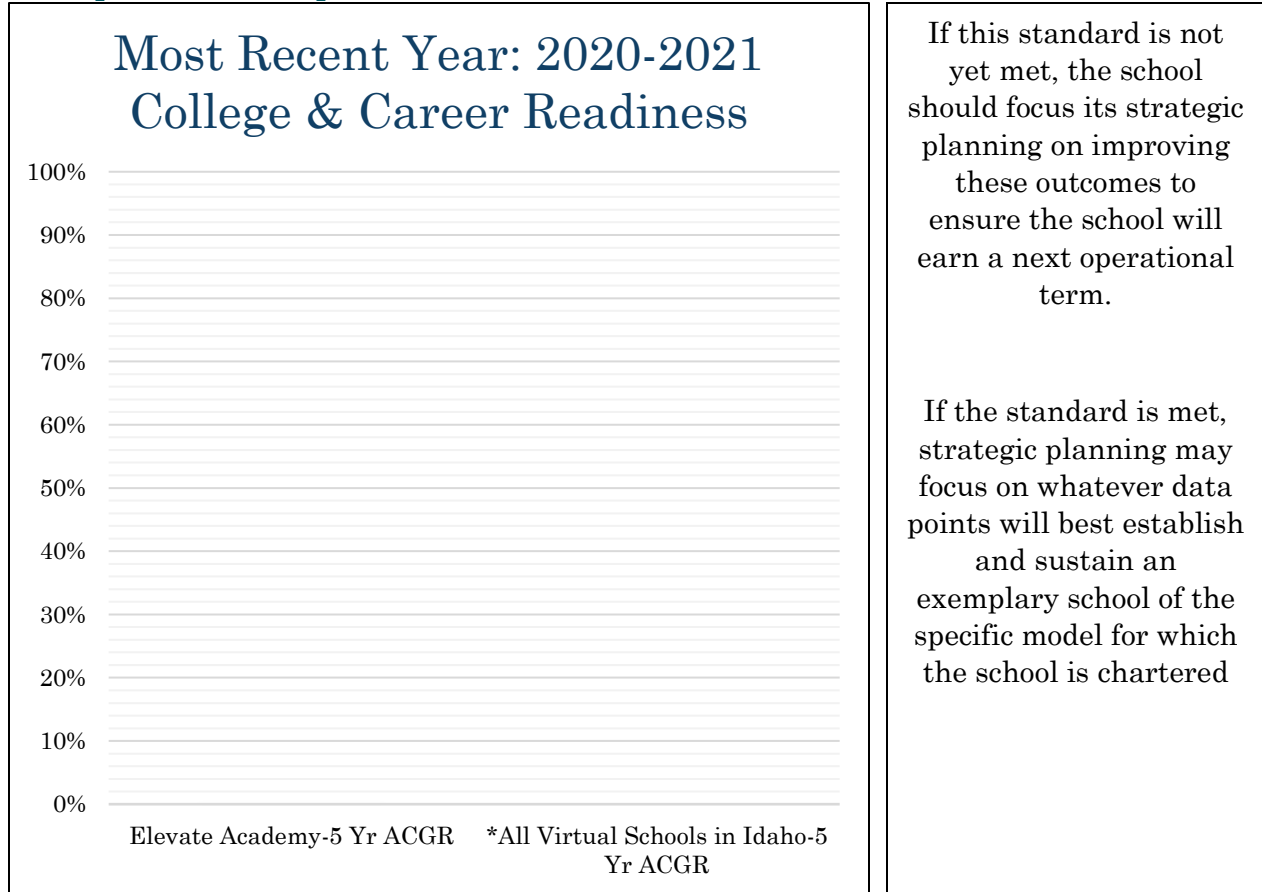 Most Recent Year: 2020-2021
College & Career Readiness
100%
90%
80%
70%
60%
50%
40%
30%
20%
10%
0%
Elevate Academy-5 Yr ACGR
*All Virtual Schools in Idaho-5
Yr ACGR
If this standard is not
yet met, the school
should focus its strategic
planning on improving
these outcomes to
ensure the school will
earn a next operational
term.
If the standard is met,
strategic planning may
focus on whatever data
points will best establish
and sustain an
exemplary school of the
specific model for which
the school is chartered